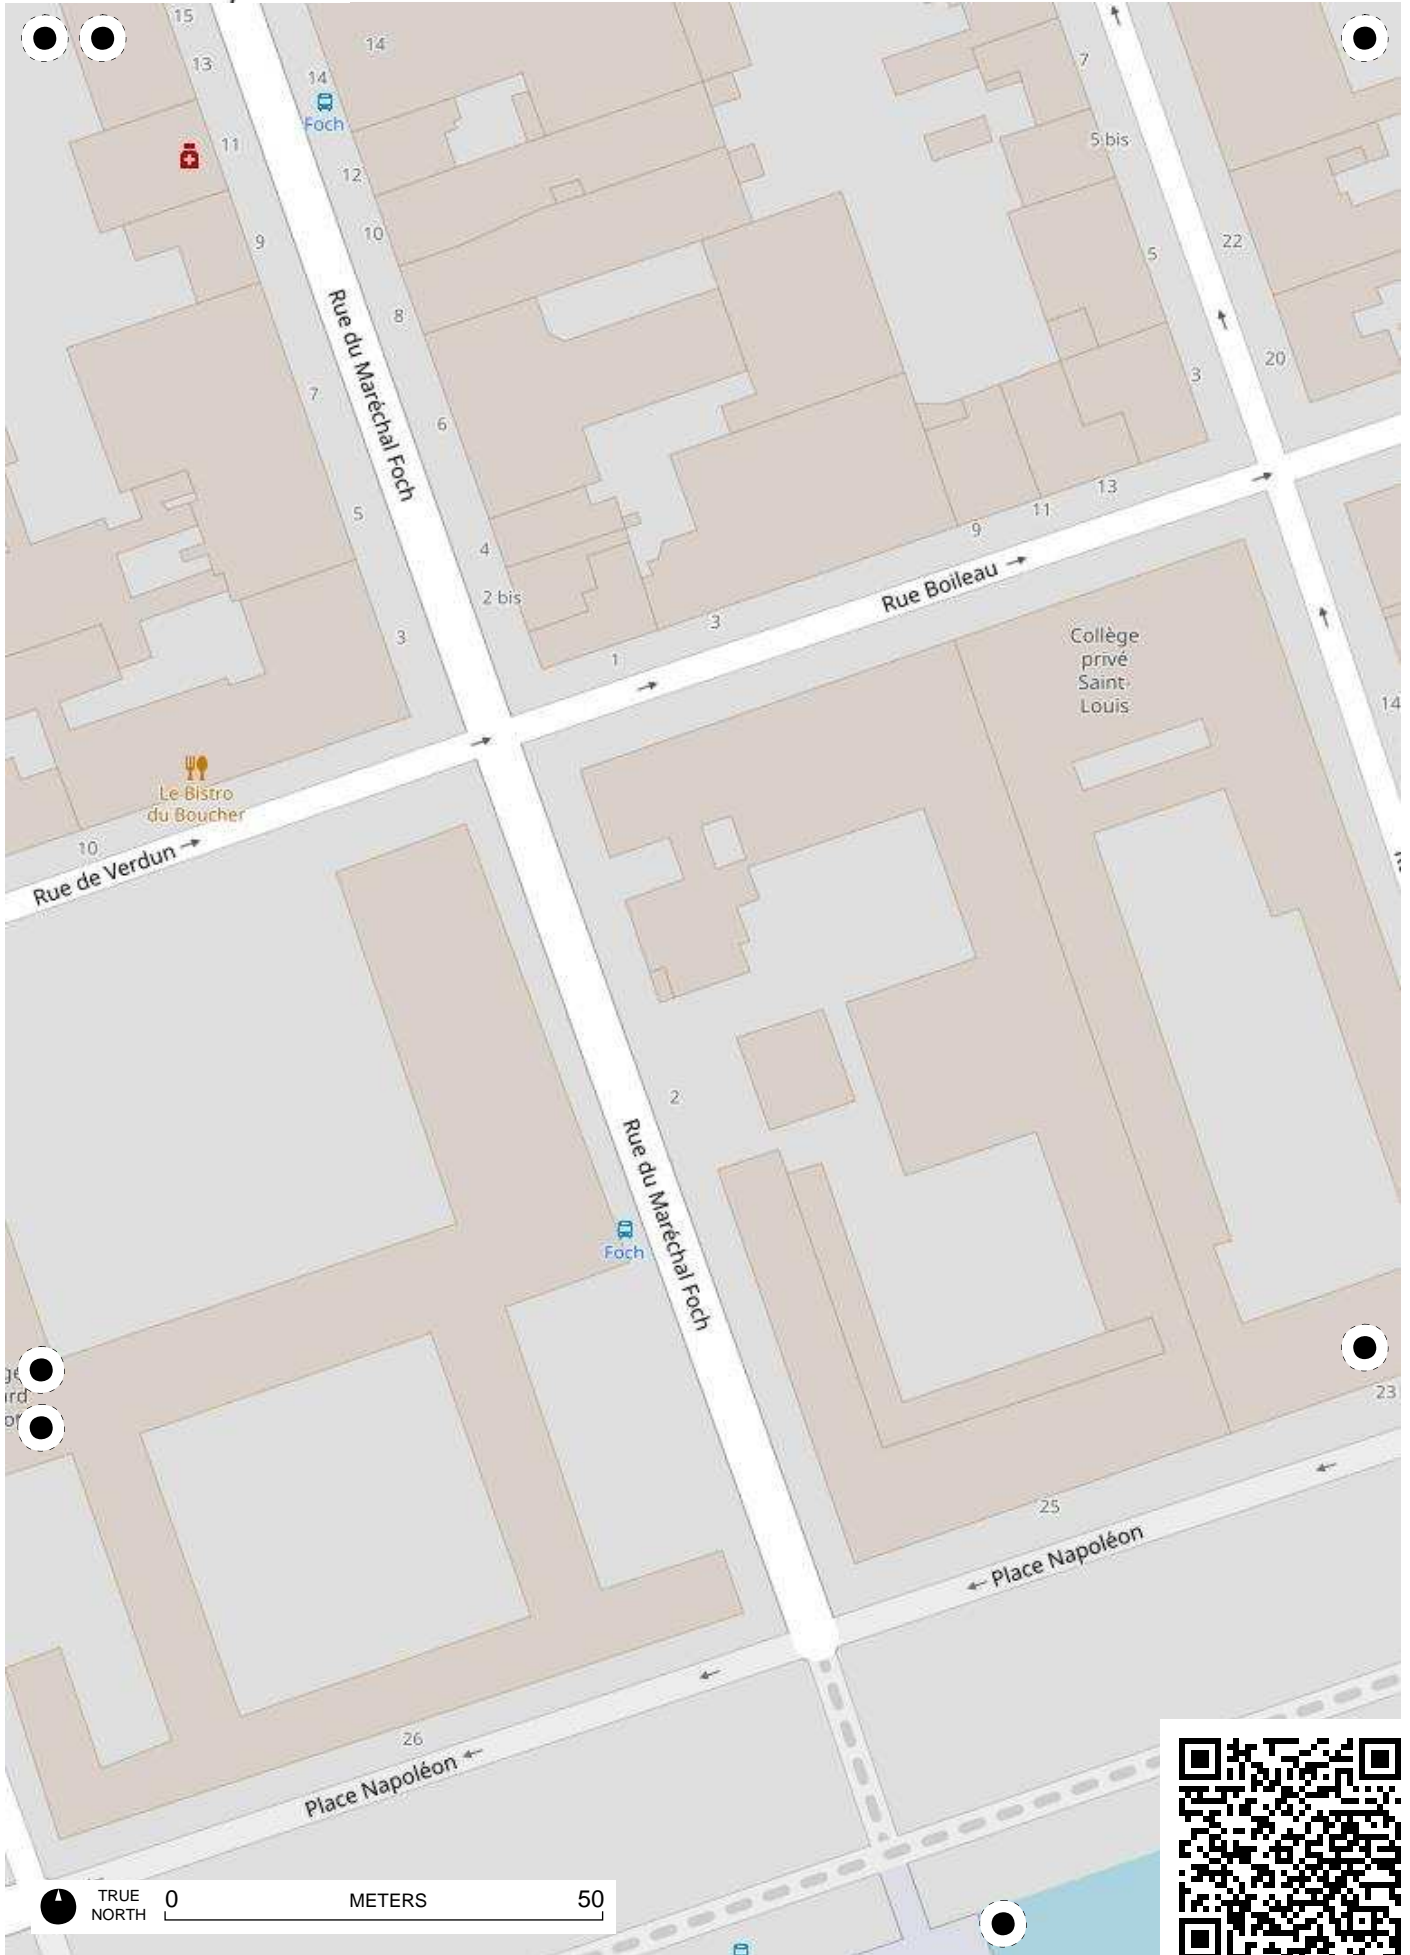 15
14
13
14
7
Foch
11
5 bis
12
10
9
22
5
8
Rue du Maréchal Foch
20
3
7
6
13
5
11
9
4
Rue Boileau
2 bis
3
3
1
Collège
privé
Saint-
Louis
14
Le Bistro
du Boucher
10
Rue de Verdun
2
Rue du Maréchal Foch
Foch
23
25
Place Napoléon
26
Place Napoléon
TRUE
NORTH
0 METERS 50